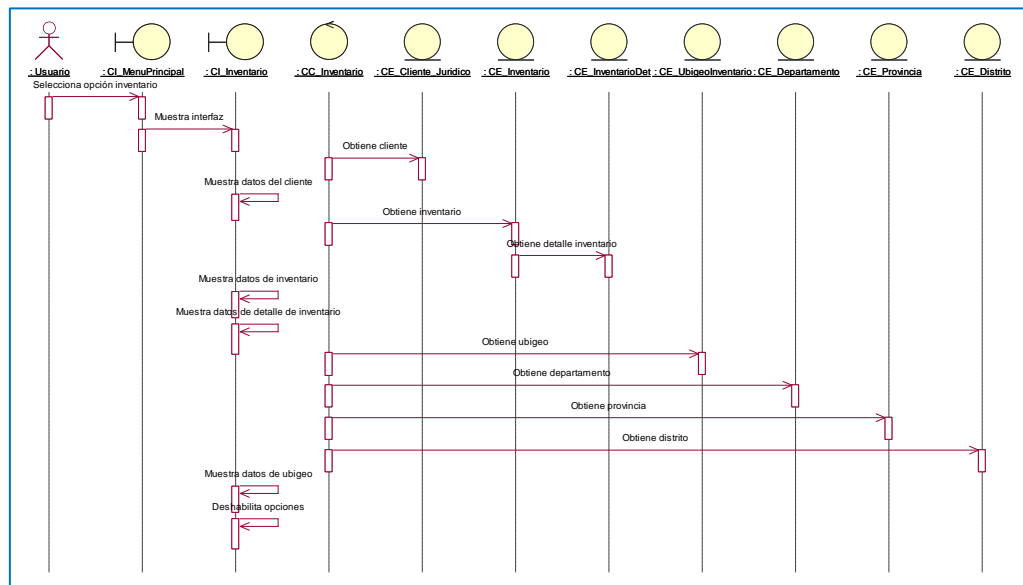 : Usuario
: CI_MenuPrincipal
: CI_Inventario
: CC_Inventario
: CE_Cliente_Juridico
: CE_Inventario
: CE_InventarioDet
: CE_UbigeoInventario
: CE_Departamento
: CE_Provincia
: CE_Distrito
Selecciona opción inventario
Muestra interfaz
Obtiene cliente
Muestra datos del cliente
Obtiene inventario
Obtiene detalle inventario
Muestra datos de inventario
Muestra datos de detalle de inventario
Obtiene ubigeo
Obtiene departamento
Obtiene provincia
Obtiene distrito
Muestra datos de ubigeo
Deshabilita opciones